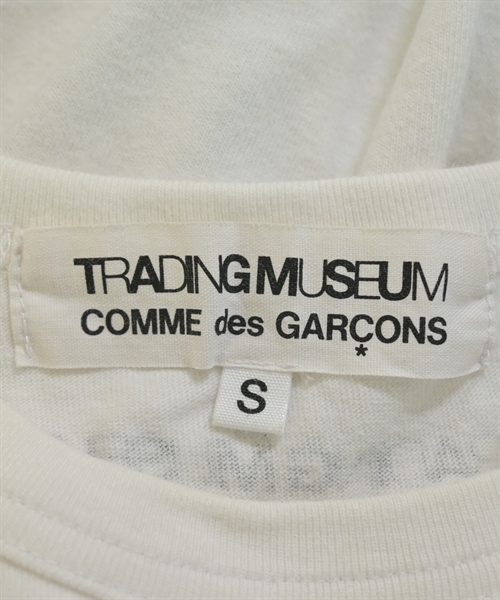 TRADING MUSEUM
COMME des GARÇONS
*
S